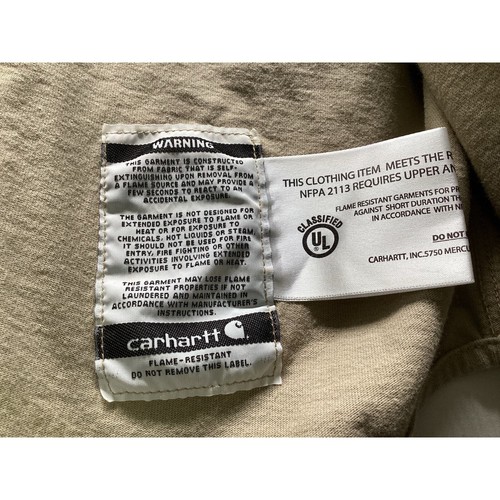 WARNING
THIS GARMENT IS CONSTRUCTED
FROM FABRIC THAT IS SELF-
EXTINGUISHING UPON REMOVAL FROM
A FLAME SOURCE AND MAY PROVIDE A
FEW SECONDS TO REACT TO AN
ACCIDENTAL EXPOSURE.
THE GARMENT IS NOT DESIGNED FOR
EXTENDED EXPOSURE TO FLAME OR
HEAT OR FOR EXPOSURE TO
CHEMICALS, HOT LIQUIDS OR STEAM
IT SHOULD NOT BE USED FOR FIRE
ENTRY, FIRE FIGHTING OR OTHER
ACTIVITIES INVOLVING EXTENDED
EXPOSURE TO FLAME OR HEAT.
THIS GARMENT MAY LOSE FLAME
RESISTANT PROPERTIES IF NOT
LAUNDERED AND MAINTAINED IN
ACCORDANCE WITH MANUFACTURER'S
INSTRUCTIONS.
carhartt
FLAME-RESISTANT
DO NOT REMOVE THIS LABEL.
THIS CLOTHING ITEM MEETS THE R
NFPA 2113 REQUIRES UPPER AN
FLAME RESISTANT GARMENTS FOR PR
AGAINST SHORT DURATION TH
IN ACCORDANCE WITH N
CLASSIFIED
UL
DO NOT
CARHARTT, INC.5750 MERCU